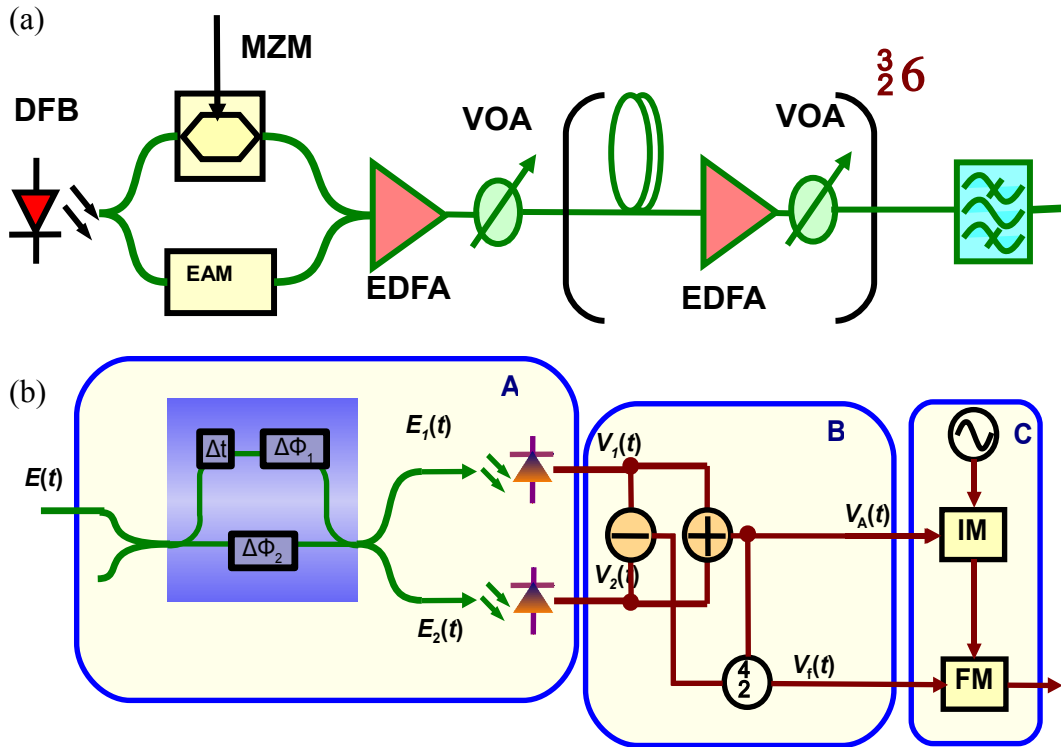 (a)
MZM
DFB
VOA
VOA
3/2 6
EAM
EDFA
EDFA
(b)
A
B
C
E(t)
Δt
ΔΦ₁
ΔΦ₂
E₁(t)
E₂(t)
V₁(t)
V₂(t)
− +
V_A(t)
4/2
V_f(t)
IM
FM